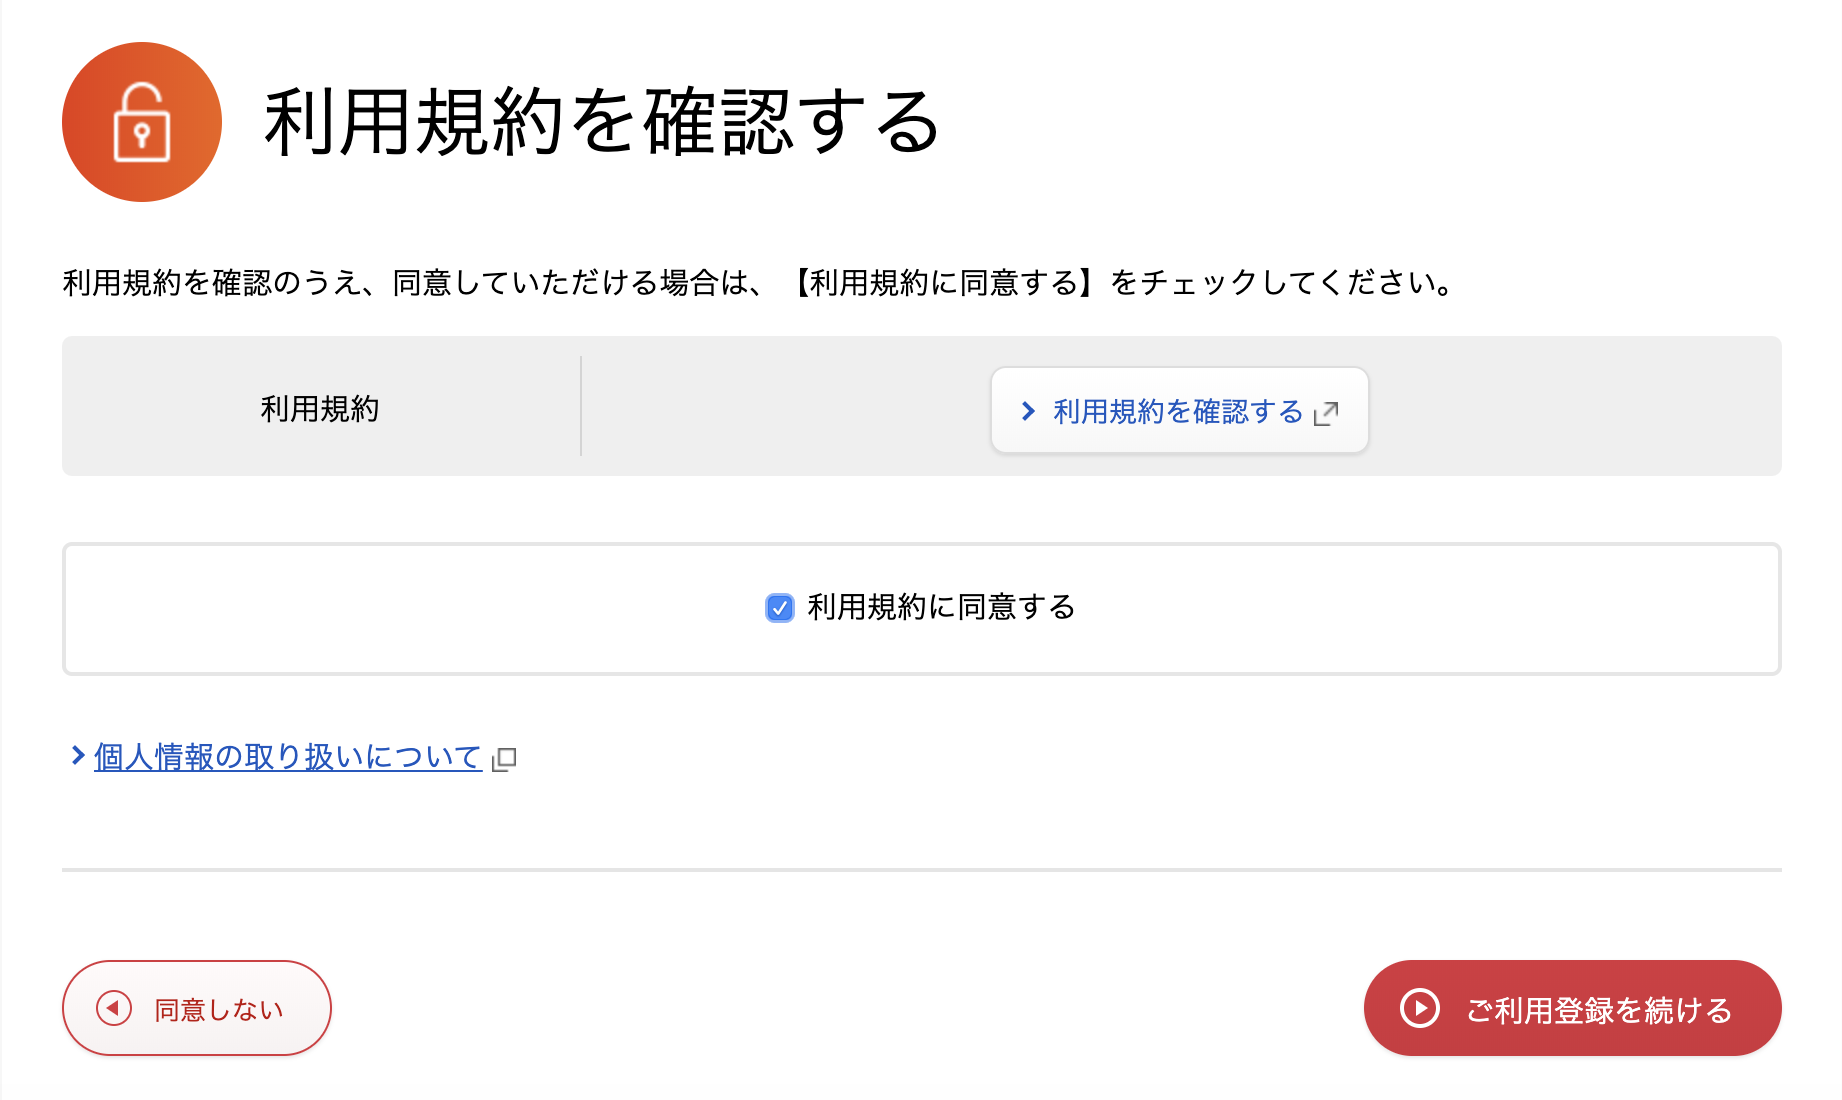 利用規約を確認する
利用規約を確認のうえ、同意していただける場合は、【利用規約に同意する】をチェックしてください。
利用規約
利用規約を確認する
利用規約に同意する
個人情報の取り扱いについて
同意しない
ご利用登録を続ける